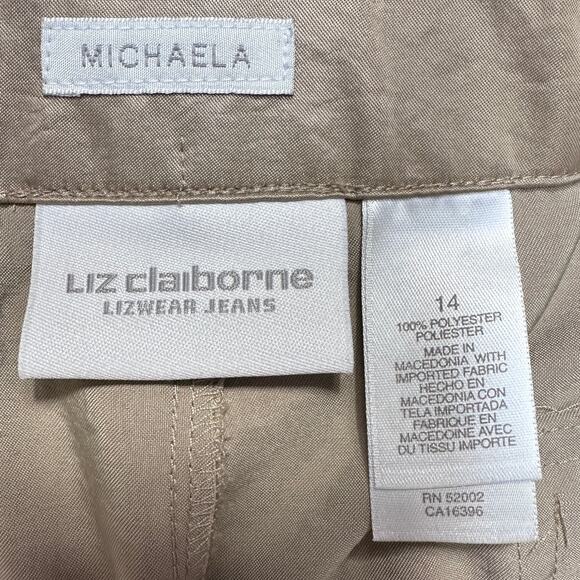 MICHAELA
LIZ claiborne
LIZWEAR JEANS
14
100% POLYESTER
POLIESTER
MADE IN
MACEDONIA WITH
IMPORTED FABRIC
HECHO EN
MACEDONIA CON
TELA IMPORTADA
FABRIQUE EN
MACEDOINE AVEC
DU TISSU IMPORTE
RN 52002
CA16396